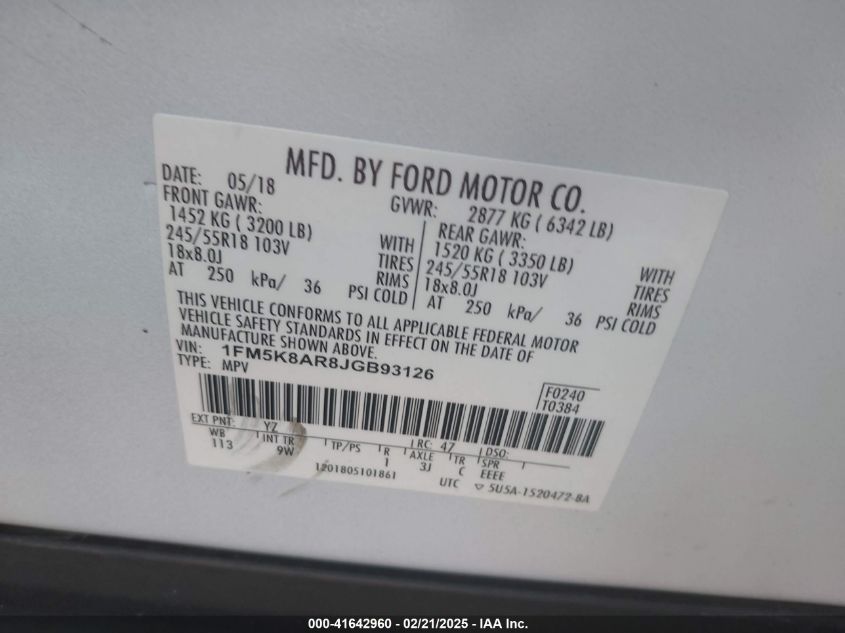 MFD. BY FORD MOTOR CO.
DATE: 05/18 GVWR: 2877 KG ( 6342 LB)
FRONT GAWR: REAR GAWR:
1452 KG ( 3200 LB) WITH 1520 KG ( 3350 LB) WITH
245/55R18 103V TIRES 245/55R18 103V TIRES
18x8.0J RIMS 18x8.0J RIMS
AT 250 kPa/ 36 PSI COLD AT 250 kPa/ 36 PSI COLD
THIS VEHICLE CONFORMS TO ALL APPLICABLE FEDERAL MOTOR
VEHICLE SAFETY STANDARDS IN EFFECT ON THE DATE OF
MANUFACTURE SHOWN ABOVE.
VIN: 1FM5K8AR8JGB93126
TYPE: MPV
F0240
T0384
EXT PNT: YZ RC: 47 DSO:
WB INT TR TP/PS R AXLE TR SPR
113 9W 1 3J C EEEE
1201805101861 UTC ▽ 5U5A-1520472-BA
000-41642960 - 02/21/2025 - IAA Inc.